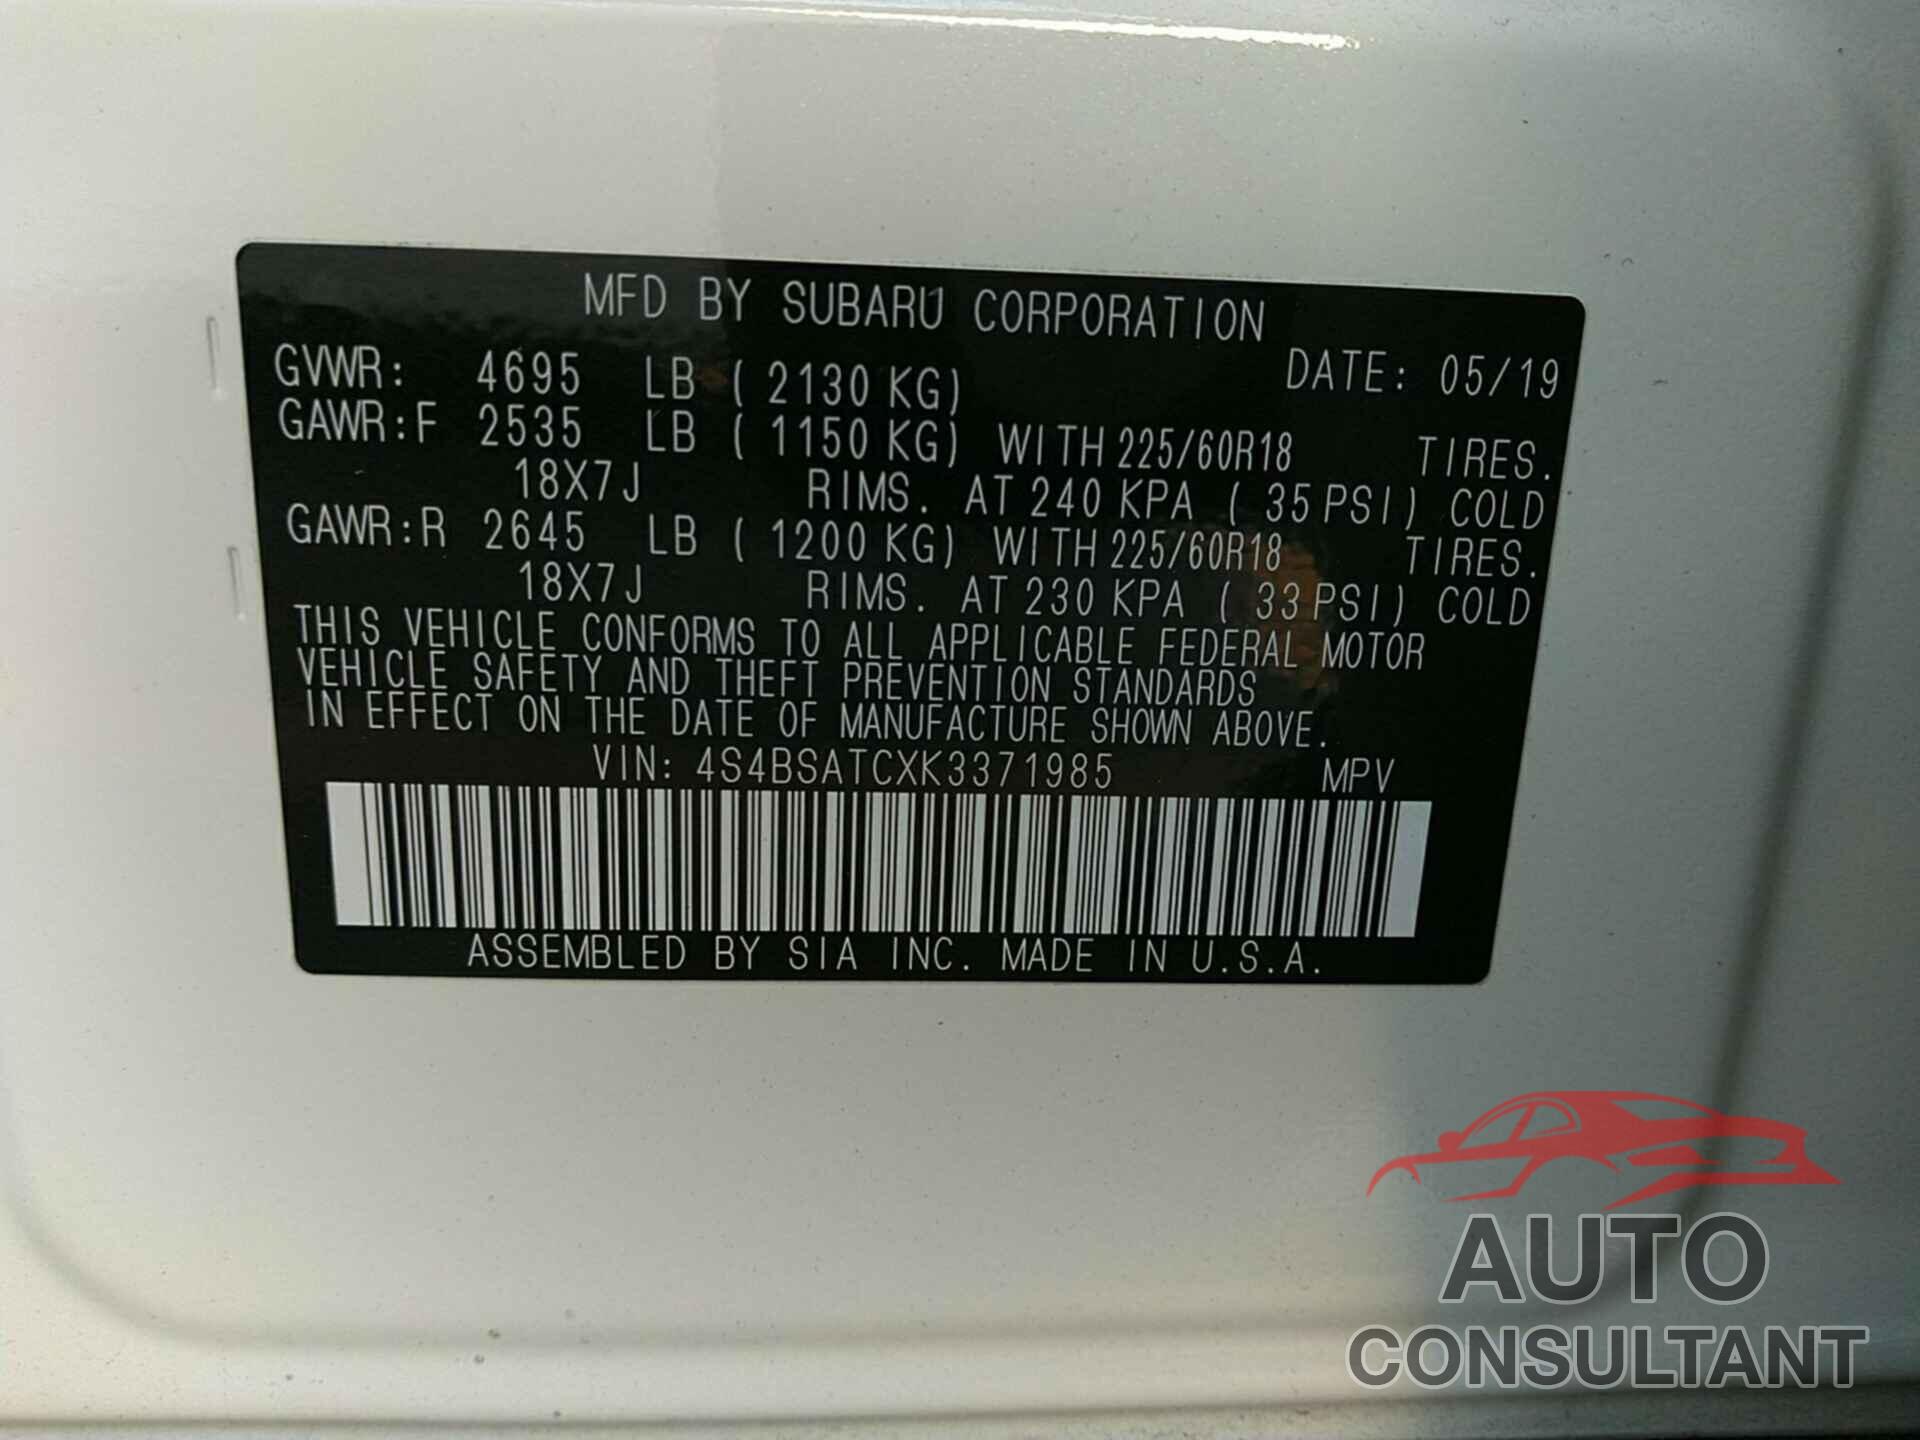 MFD BY SUBARU CORPORATION
GVWR: 4695 LB ( 2130 KG) DATE: 05/19
GAWR:F 2535 LB ( 1150 KG) WITH 225/60R18 TIRES.
18X7J RIMS. AT 240 KPA ( 35 PSI) COLD
GAWR:R 2645 LB ( 1200 KG) WITH 225/60R18 TIRES.
18X7J RIMS. AT 230 KPA ( 33 PSI) COLD
THIS VEHICLE CONFORMS TO ALL APPLICABLE FEDERAL MOTOR
VEHICLE SAFETY AND THEFT PREVENTION STANDARDS
IN EFFECT ON THE DATE OF MANUFACTURE SHOWN ABOVE.
VIN: 4S4BSATCXK3371985 MPV
ASSEMBLED BY SIA INC. MADE IN U.S.A.
AUTO
CONSULTANT